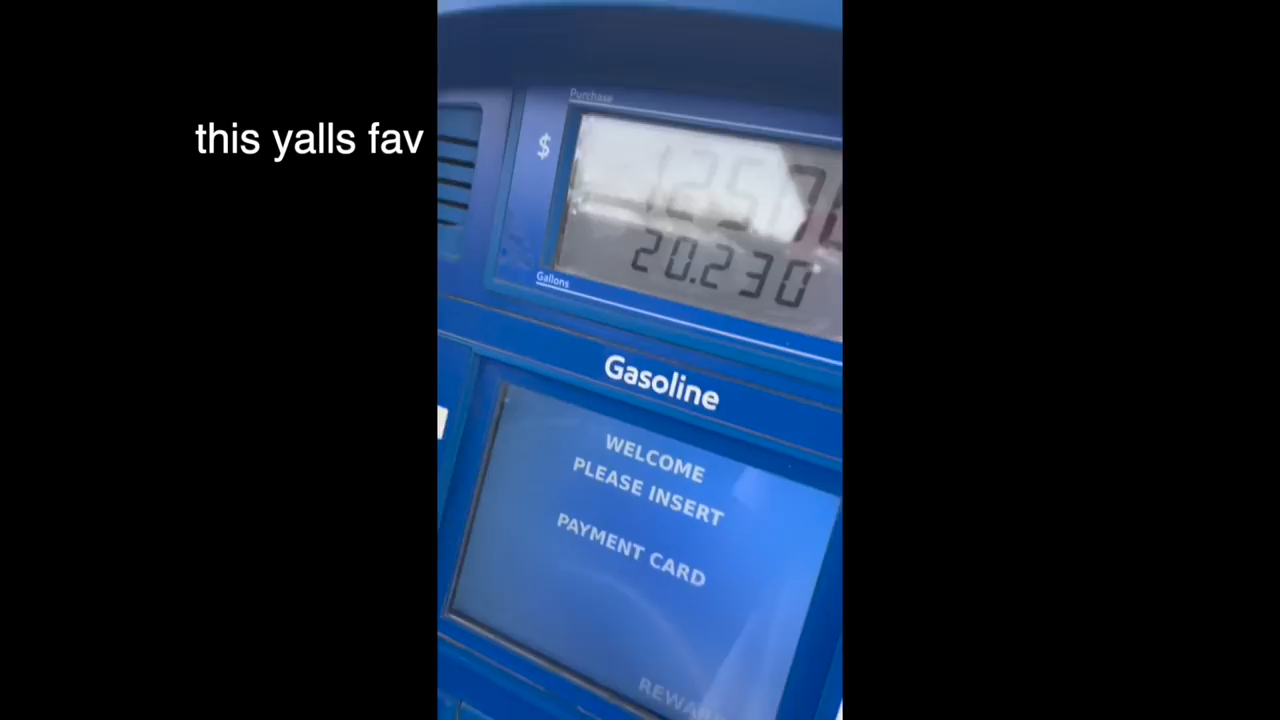 this yalls fav
Purchase
$
20.230
Gallons
Gasoline
WELCOME
PLEASE INSERT
PAYMENT CARD